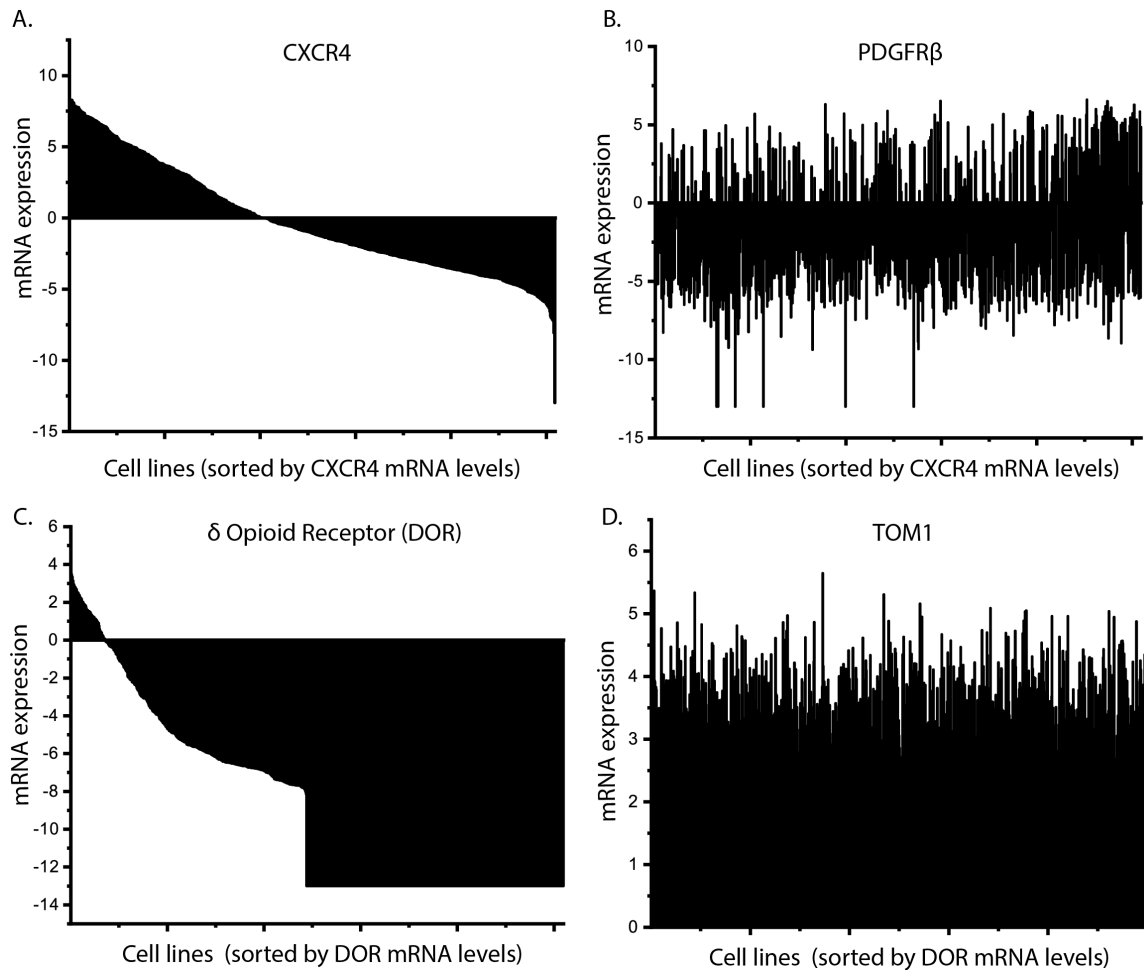 A.
CXCR4
mRNA expression
10
5
0
-5
-10
-15
Cell lines (sorted by CXCR4 mRNA levels)
B.
PDGFRβ
mRNA expression
10
5
0
-5
-10
-15
Cell lines (sorted by CXCR4 mRNA levels)
C.
δ Opioid Receptor (DOR)
mRNA expression
6
4
2
0
-2
-4
-6
-8
-10
-12
-14
Cell lines (sorted by DOR mRNA levels)
D.
TOM1
mRNA expression
6
5
4
3
2
1
0
Cell lines (sorted by DOR mRNA levels)